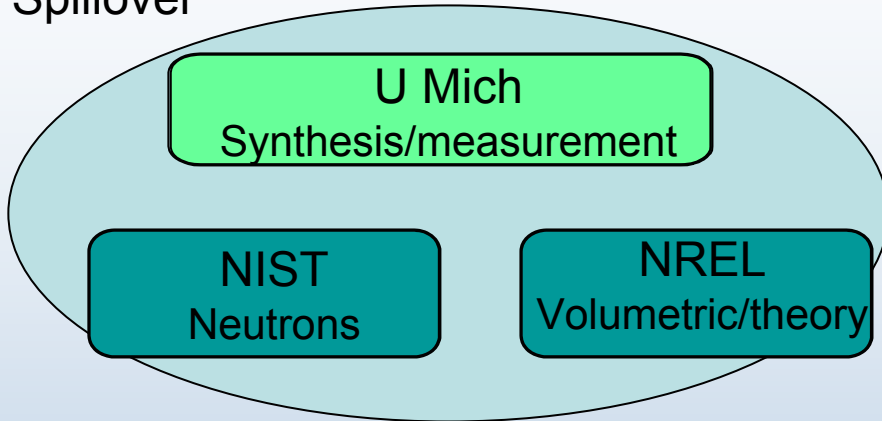 Spillover
U Mich
Synthesis/measurement
NIST
Neutrons
NREL
Volumetric/theory